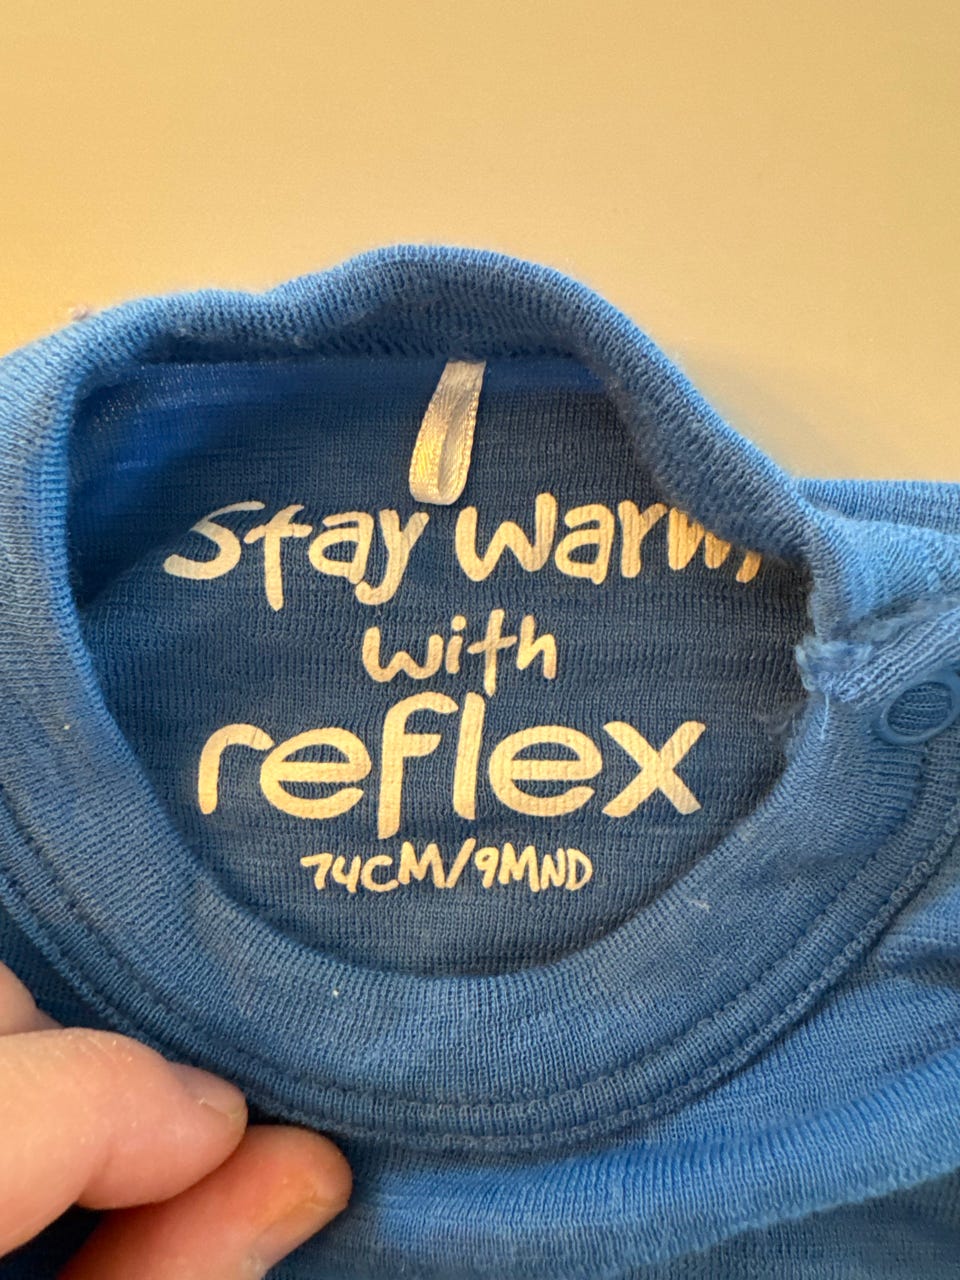 Stay warm
with
reflex
74CM/9MND